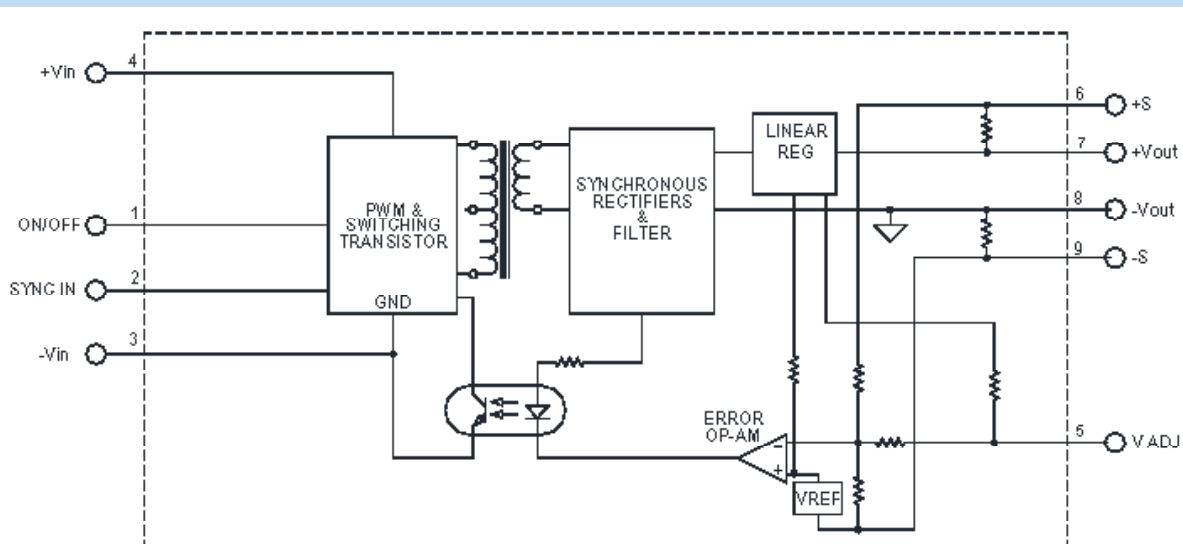 4
+Vin
6
+S
LINEAR
REG
7
+Vout
SYNCHRONOUS
RECTIFIERS
&
FILTER
PWM &
SWITCHING
TRANSISTOR
1
ON/OFF
8
-Vout
9
-S
2
SYNC IN
GND
3
-Vin
ERROR
OP-AM
5
V ADJ
-
+
VREF